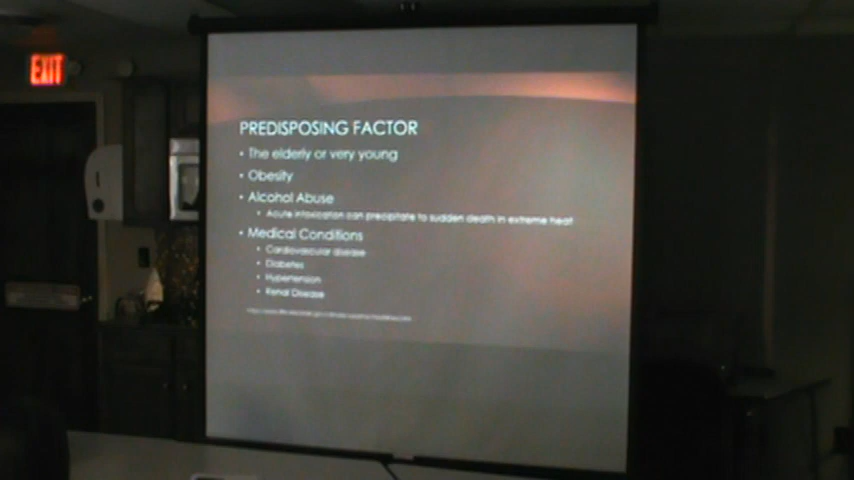 EXIT
PREDISPOSING FACTOR
• The elderly or very young
• Obesity
• Alcohol Abuse
• Acute intoxication can precipitate to sudden death in extreme heat
• Medical Conditions
• Cardiovascular disease
• Diabetes
• Hypertension
• Renal Disease